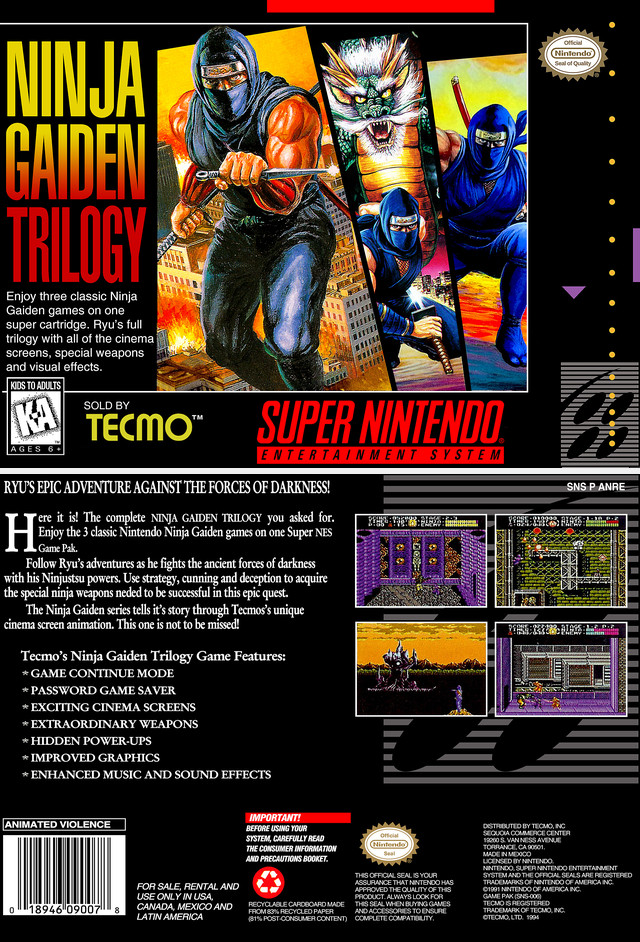 NINJA
GAIDEN
TRILOGY
Enjoy three classic Ninja
Gaiden games on one
super cartridge. Ryu's full
trilogy with all of the cinema
screens, special weapons
and visual effects.
Official
Nintendo
Seal of Quality
KIDS TO ADULTS
K-A
AGES 6+
SOLD BY
TECMO™
SUPER NINTENDO
ENTERTAINMENT SYSTEM
RYU'S EPIC ADVENTURE AGAINST THE FORCES OF DARKNESS!
SNS P ANRE
Here it is! The complete NINJA GAIDEN TRILOGY you asked for.
Enjoy the 3 classic Nintendo Ninja Gaiden games on one Super NES
Game Pak.
Follow Ryu's adventures as he fights the ancient forces of darkness
with his Ninjustsu powers. Use strategy, cunning and deception to acquire
the special ninja weapons needed to be successful in this epic quest.
The Ninja Gaiden series tells it's story through Tecmos's unique
cinema screen animation. This one is not to be missed!
Tecmo's Ninja Gaiden Trilogy Game Features:
* GAME CONTINUE MODE
* PASSWORD GAME SAVER
* EXCITING CINEMA SCREENS
* EXTRAORDINARY WEAPONS
* HIDDEN POWER-UPS
* IMPROVED GRAPHICS
* ENHANCED MUSIC AND SOUND EFFECTS
ANIMATED VIOLENCE
0 18946 09007 8
FOR SALE, RENTAL AND
USE ONLY IN USA,
CANADA, MEXICO AND
LATIN AMERICA
IMPORTANT!
BEFORE USING YOUR
SYSTEM, CAREFULLY READ
THE CONSUMER INFORMATION
AND PRECAUTIONS BOOKET.
RECYCLABLE CARDBOARD MADE
FROM 83% RECYCLED PAPER
(81% POST-CONSUMER CONTENT)
Official
Nintendo
Seal
THIS OFFICIAL SEAL IS YOUR
ASSURANCE THAT NINTENDO HAS
APPROVED THE QUALITY OF THIS
PRODUCT. ALWAYS LOOK FOR
THIS SEAL WHEN BUYING GAMES
AND ACCESSORIES TO ENSURE
COMPLETE COMPATIBILITY.
DISTRIBUTED BY TECMO, INC
SEQUOIA COMMERCE CENTER
19260 S. VAN NESS AVENUE
TORRANCE, CA 90501.
MADE IN MEXICO
LICENSED BY NINTENDO.
NINTENDO, SUPER NINTENDO ENTERTAINMENT
SYSTEM AND THE OFFICIAL SEALS ARE REGISTERED
TRADEMARKS OF NINTENDO OF AMERICA INC.
©1991 NINTENDO OF AMERICA INC.
GAME PAK (SNS-006)
TECMO IS REGISTERED
TRADEMARK OF TECMO, INC.
©TECMO, LTD. 1994